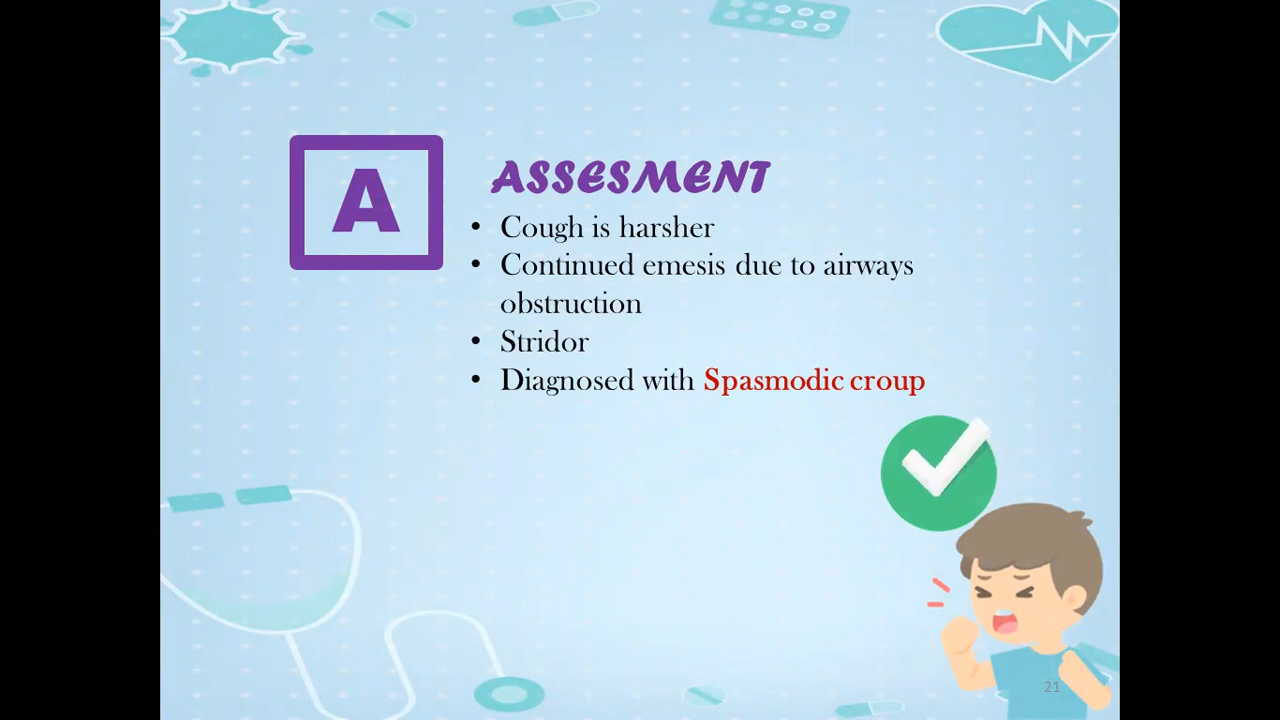 A
ASSESMENT
• Cough is harsher
• Continued emesis due to airways
obstruction
• Stridor
• Diagnosed with Spasmodic croup
21